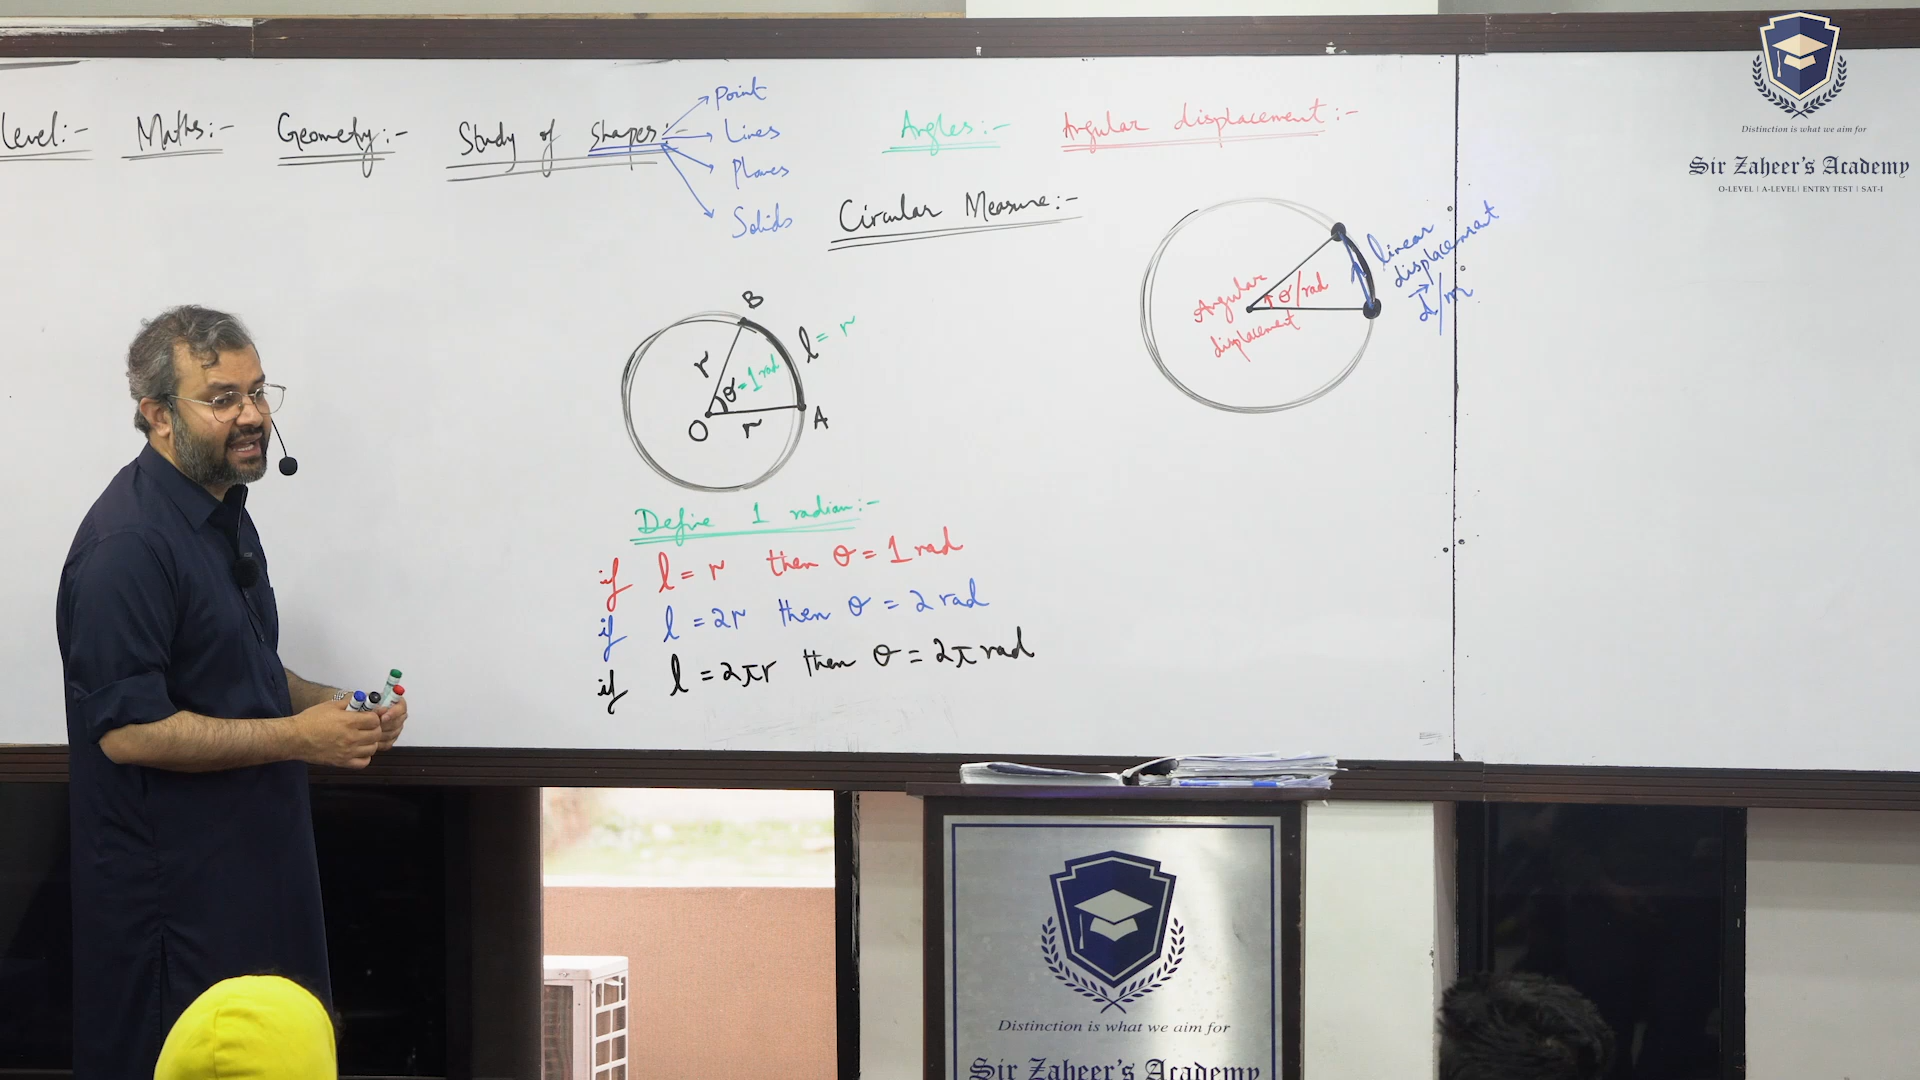 level:- Maths:- Geometry:- Study of shapes:-
Point
Lines
Planes
Solids
Angles:- Angular displacement:-
Circular Measure:-
B
r
θ = 1 rad
l = r
O
r
A
Define 1 radian:-
if l = r then θ = 1 rad
if l = 2r then θ = 2 rad
if l = 2πr then θ = 2π rad
Angular
displacement
θ/rad
linear
displacement
d/m
Distinction is what we aim for
Sir Zaheer's Academy
O-LEVEL | A-LEVEL | ENTRY TEST | SAT-I
Distinction is what we aim for
Sir Zaheer's Academy